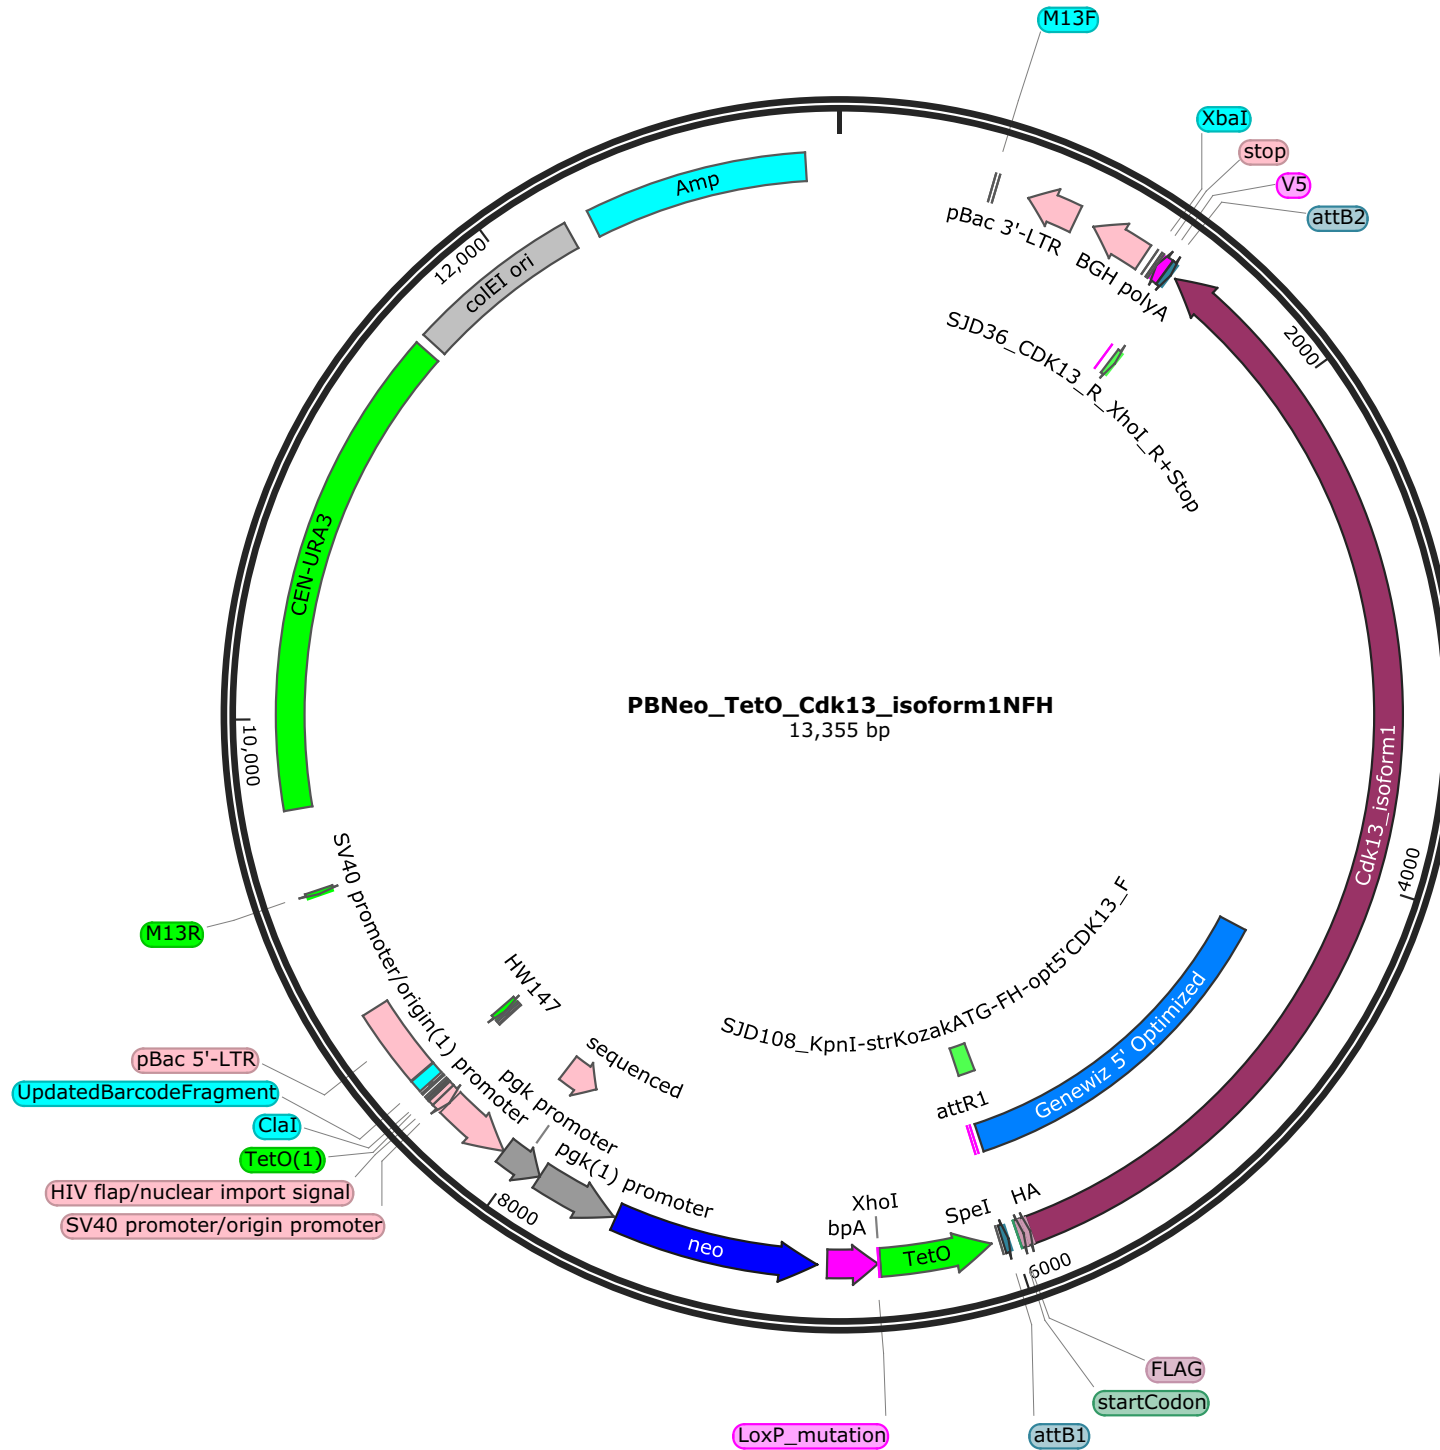 M13F
XbaI
stop
V5
attB2
Amp
pBac 3'-LTR
BGH polyA
12,000
colEI ori
SJD36_CDK13_R_XhoI_R+Stop
2000
CEN-URA3
PBNeo_TetO_Cdk13_isoform1NFH
13,355 bp
10,000
Cdk13_isoform1
4000
SV40 promoter/origin(1) promoter
M13R
SJD108_KpnI-strKozakATG-FH-opt5'CDK13_F
HW147
Genewiz 5' Optimized
sequenced
pBac 5'-LTR
UpdatedBarcodeFragment
pgk promoter
attR1
ClaI
TetO(1)
pgk(1) promoter
HIV flap/nuclear import signal
SV40 promoter/origin promoter
8000
XhoI
SpeI
HA
bpA
neo
TetO
6000
FLAG
startCodon
LoxP_mutation
attB1